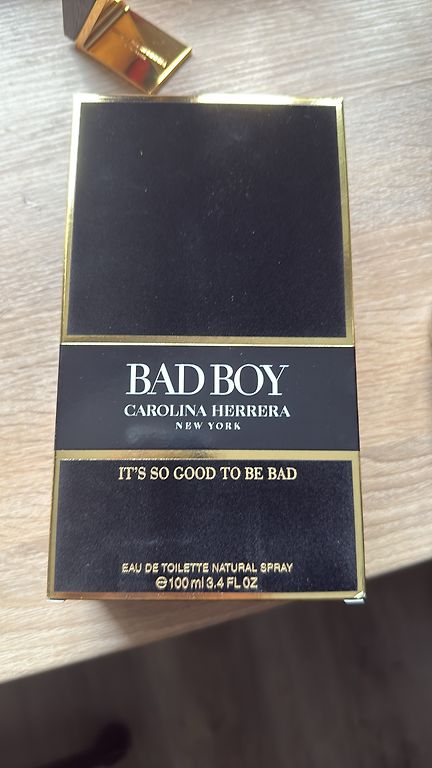 BAD BOY
CAROLINA HERRERA
NEW YORK
IT'S SO GOOD TO BE BAD
EAU DE TOILETTE NATURAL SPRAY
℮100 ml 3.4 FL OZ